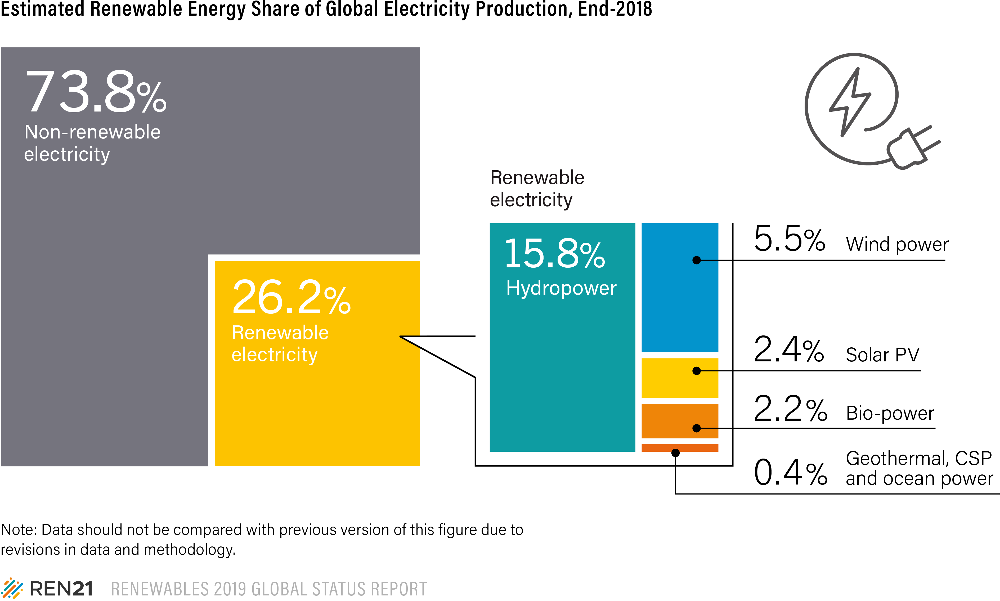 Estimated Renewable Energy Share of Global Electricity Production, End-2018
73.8%
Non-renewable
electricity
26.2%
Renewable
electricity
Renewable
electricity
15.8%
Hydropower
5.5% Wind power
2.4% Solar PV
2.2% Bio-power
0.4% Geothermal, CSP
and ocean power
Note: Data should not be compared with previous version of this figure due to
revisions in data and methodology.
REN21 RENEWABLES 2019 GLOBAL STATUS REPORT